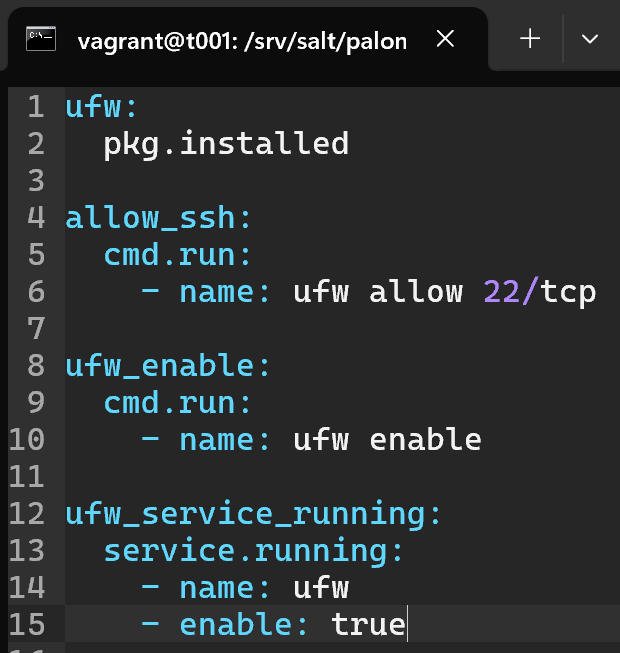 vagrant@t001: /srv/salt/palon
1 ufw:
2   pkg.installed
3
4 allow_ssh:
5   cmd.run:
6     - name: ufw allow 22/tcp
7
8 ufw_enable:
9   cmd.run:
10     - name: ufw enable
11
12 ufw_service_running:
13   service.running:
14     - name: ufw
15     - enable: true